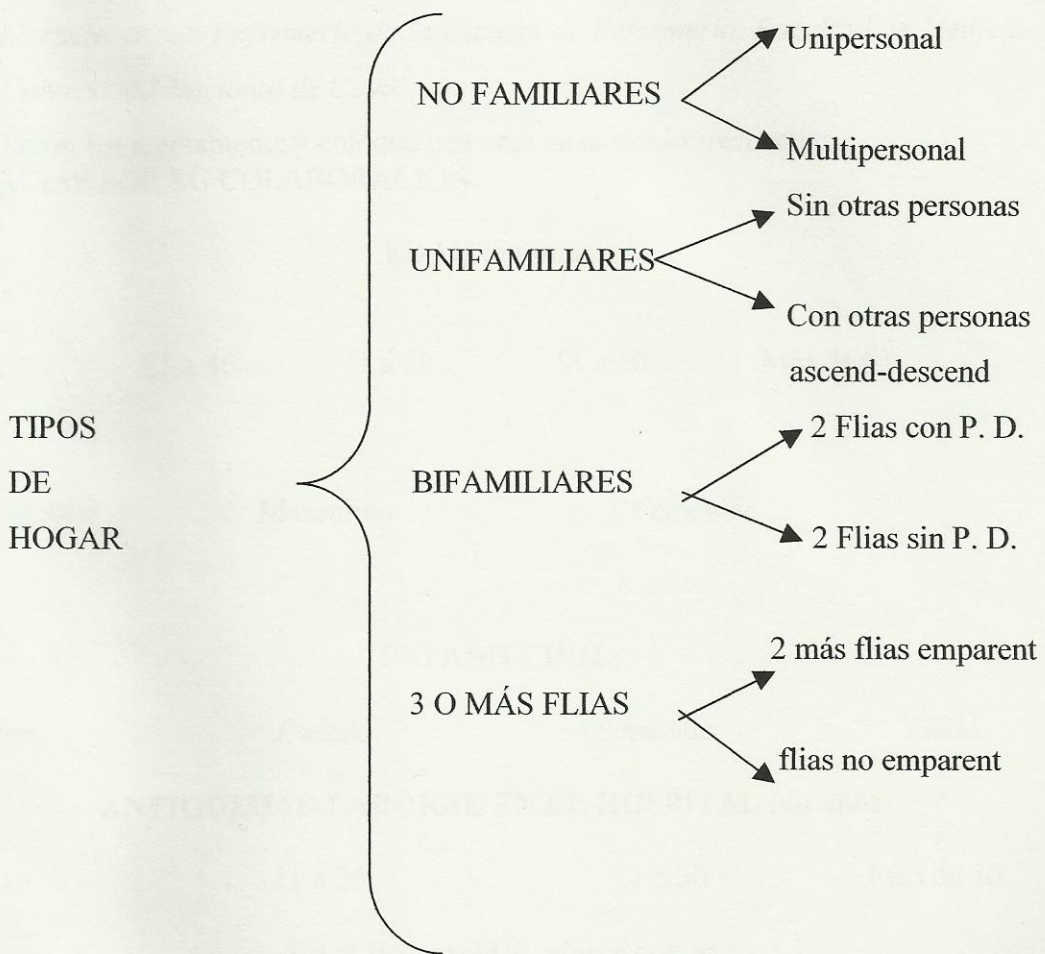 TIPOS
DE
HOGAR
NO FAMILIARES
Unipersonal
Multipersonal
UNIFAMILIARES
Sin otras personas
Con otras personas
ascend-descend
BIFAMILIARES
2 Flias con P. D.
2 Flias sin P. D.
3 O MÁS FLIAS
2 más flias emparent
flias no emparent